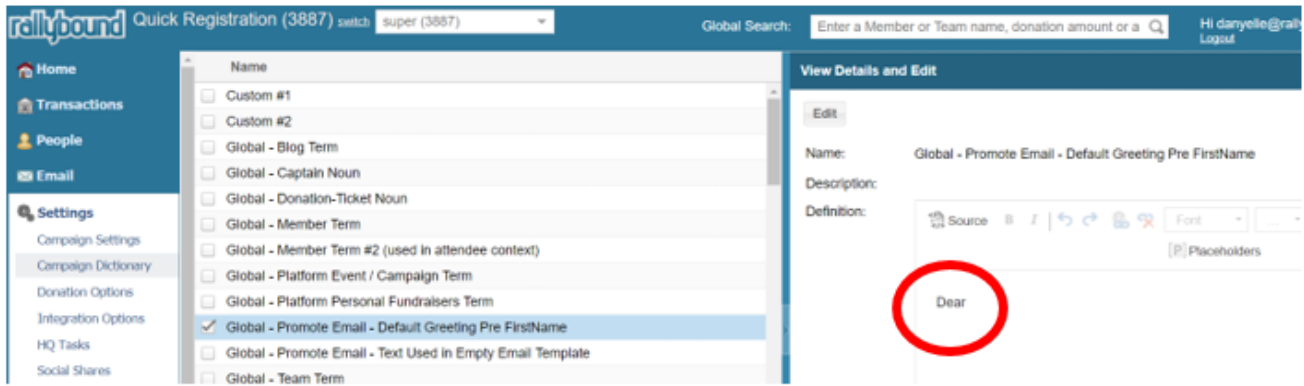 rallybound Quick Registration (3887) switch super (3887) Global Search: Enter a Member or Team name, donation amount or a Hi danyelle@rally
Logout
Home
Transactions
People
Email
Settings
Campaign Settings
Campaign Dictionary
Donation Options
Integration Options
HQ Tasks
Social Shares
Name
Custom #1
Custom #2
Global - Blog Term
Global - Captain Noun
Global - Donation-Ticket Noun
Global - Member Term
Global - Member Term #2 (used in attendee context)
Global - Platform Event / Campaign Term
Global - Platform Personal Fundraisers Term
Global - Promote Email - Default Greeting Pre FirstName
Global - Promote Email - Text Used in Empty Email Template
Global - Team Term
View Details and Edit
Edit
Name: Global - Promote Email - Default Greeting Pre FirstName
Description:
Definition:
Source B I Font ...
[P] Placeholders
Dear